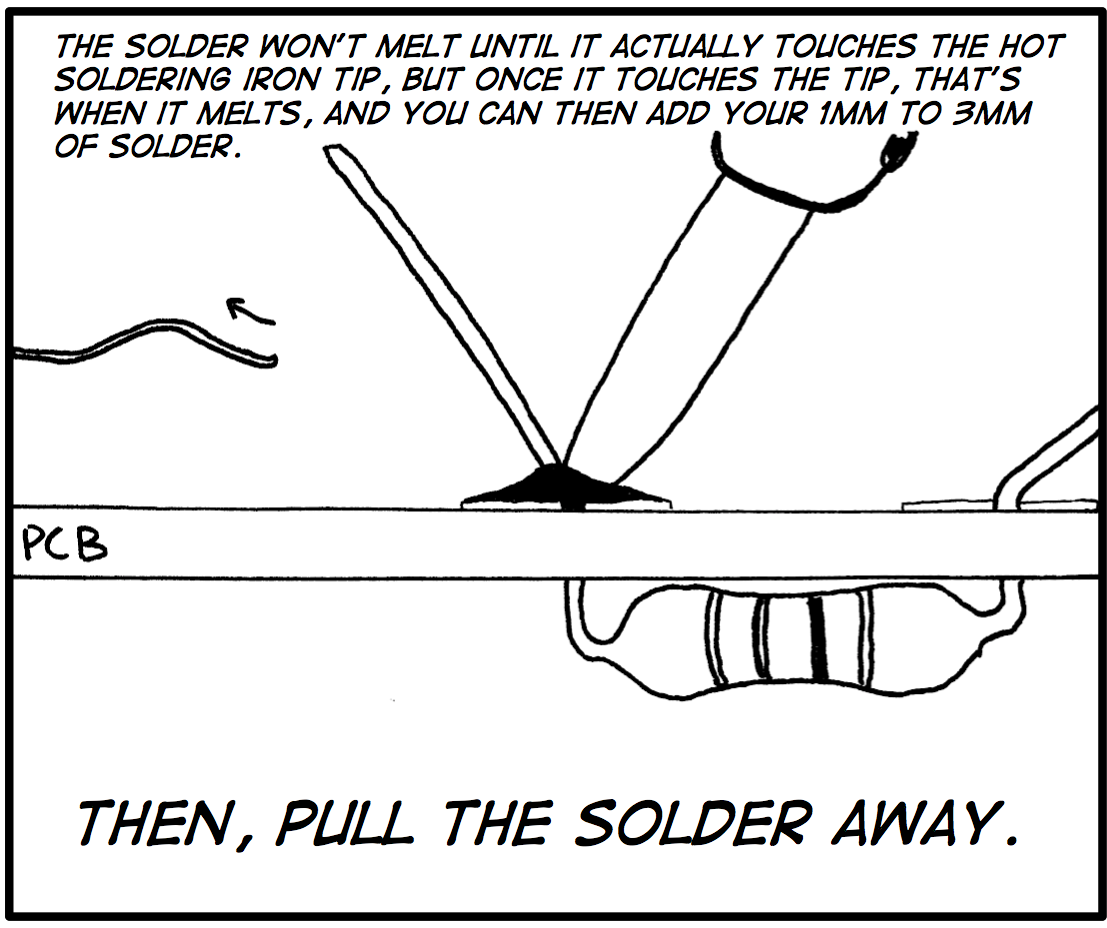 THE SOLDER WON'T MELT UNTIL IT ACTUALLY TOUCHES THE HOT
SOLDERING IRON TIP, BUT ONCE IT TOUCHES THE TIP, THAT'S
WHEN IT MELTS, AND YOU CAN THEN ADD YOUR 1MM TO 3MM
OF SOLDER.
PCB
THEN, PULL THE SOLDER AWAY.